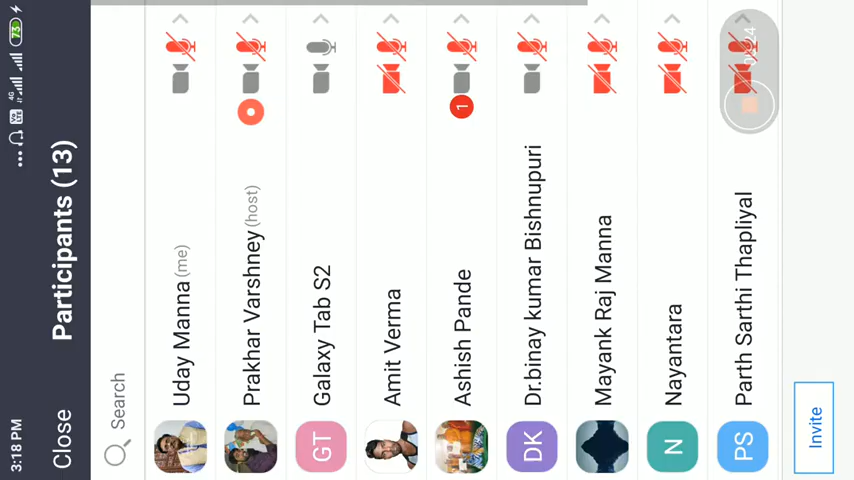 3:18 PM
4G
73
Close
Participants (13)
Search
Uday Manna (me)
Prakhar Varshney (host)
GT
Galaxy Tab S2
Amit Verma
Ashish Pande
1
DK
Dr.binay kumar Bishnupuri
Mayank Raj Manna
N
Nayantara
PS
Parth Sarthi Thapliyal
Invite